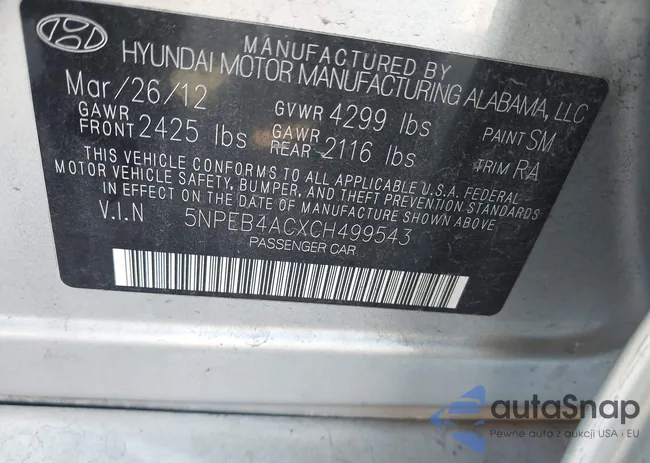 MANUFACTURED BY
HYUNDAI MOTOR MANUFACTURING ALABAMA, LLC
Mar/26/12 GVWR 4299 lbs
GAWR FRONT 2425 lbs GAWR REAR 2116 lbs PAINT SM
TRIM RA
THIS VEHICLE CONFORMS TO ALL APPLICABLE U.S.A. FEDERAL
MOTOR VEHICLE SAFETY, BUMPER, AND THEFT PREVENTION STANDARDS
IN EFFECT ON THE DATE OF MANUFACTURE SHOWN ABOVE
V.I.N 5NPEB4ACXCH499543
PASSENGER CAR
autaSnap
Pewne auta z aukcji USA i EU